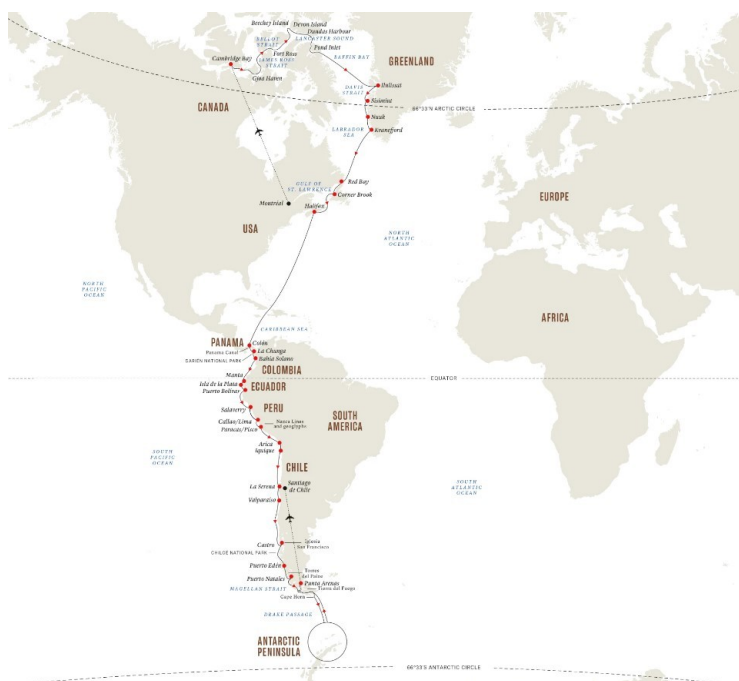 Beechey Island
Devon Island
Dundas Harbour
LANCASTER SOUND
BELLOT
STRAIT
Pond Inlet
Fort Ross
JAMES ROSS
STRAIT
BAFFIN BAY
GREENLAND
Cambridge Bay
Gjoa Haven
Ilulissat
CANADA
DAVIS
STRAIT
Sisimiut
66°33'N ARCTIC CIRCLE
Nuuk
LABRADOR
SEA
GULF OF
ST. LAWRENCE
Red Bay
Corner Brook
EUROPE
Montréal
Halifax
USA
NORTH
ATLANTIC
OCEAN
NORTH
PACIFIC
OCEAN
AFRICA
CARIBBEAN SEA
PANAMA
Colón
Panama Canal
La Chunga
DARIÉN NATIONAL PARK
Bahía Solano
COLOMBIA
Manta
EQUATOR
Isla de la Plata
ECUADOR
Puerto Bolívar
Salaverry
PERU
SOUTH
AMERICA
Callao/Lima
Nazca Lines
and geoglyphs
Paracas/Pisco
Arica
Iquique
SOUTH
PACIFIC
OCEAN
CHILE
La Serena
Santiago
de Chile
SOUTH
ATLANTIC
OCEAN
Valparaíso
Castro
Iglesia
San Francisco
CHILOÉ NATIONAL PARK
Puerto Edén
Torres
del Paine
Puerto Natales
Punta Arenas
MAGELLAN STRAIT
Tierra del Fuego
Cape Horn
DRAKE PASSAGE
ANTARCTIC
PENINSULA
66°33'S ANTARCTIC CIRCLE